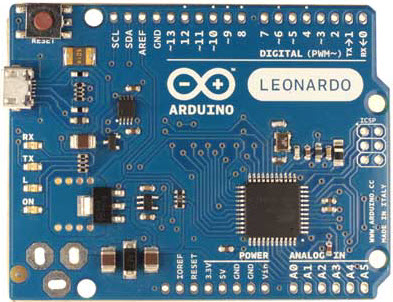 RESET
SCL
SDA
AREF
GND
~13
12
~11
~10
~9
8
7
~6
~5
4
~3
2
TX→1
RX←0
DIGITAL (PWM~)
ARDUINO
LEONARDO
ICSP
RX
TX
L
ON
WWW.ARDUINO.CC
MADE IN ITALY
POWER
ANALOG IN
IOREF
RESET
3.3V
5V
GND
GND
Vin
A0
A1
A2
A3
A4
A5